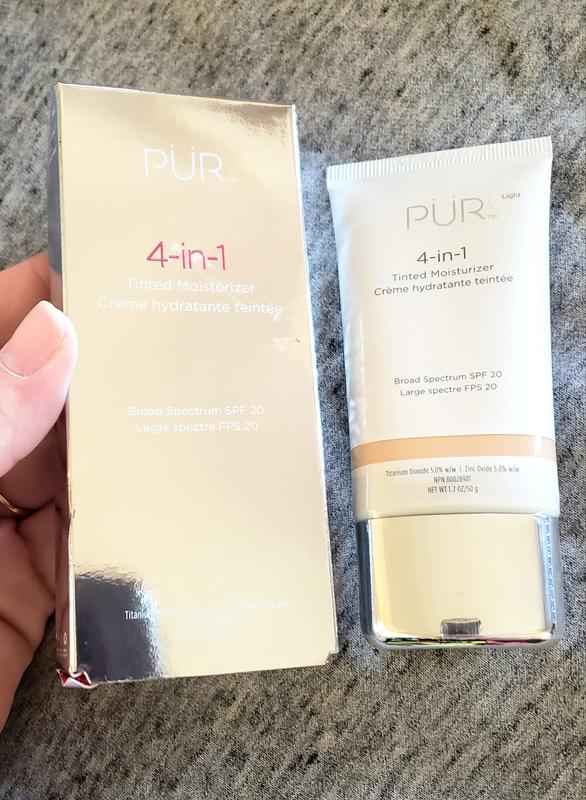 PÜR™
4-in-1
Tinted Moisturizer
Crème hydratante teintée
Broad Spectrum SPF 20
Large spectre FPS 20
Light
PÜR™
4-in-1
Tinted Moisturizer
Crème hydratante teintée
Broad Spectrum SPF 20
Large spectre FPS 20
Titanium Dioxide 5.0% w/w | Zinc Oxide 5.0% w/w
NPN 80028981
NET WT 1.7 OZ/50 g